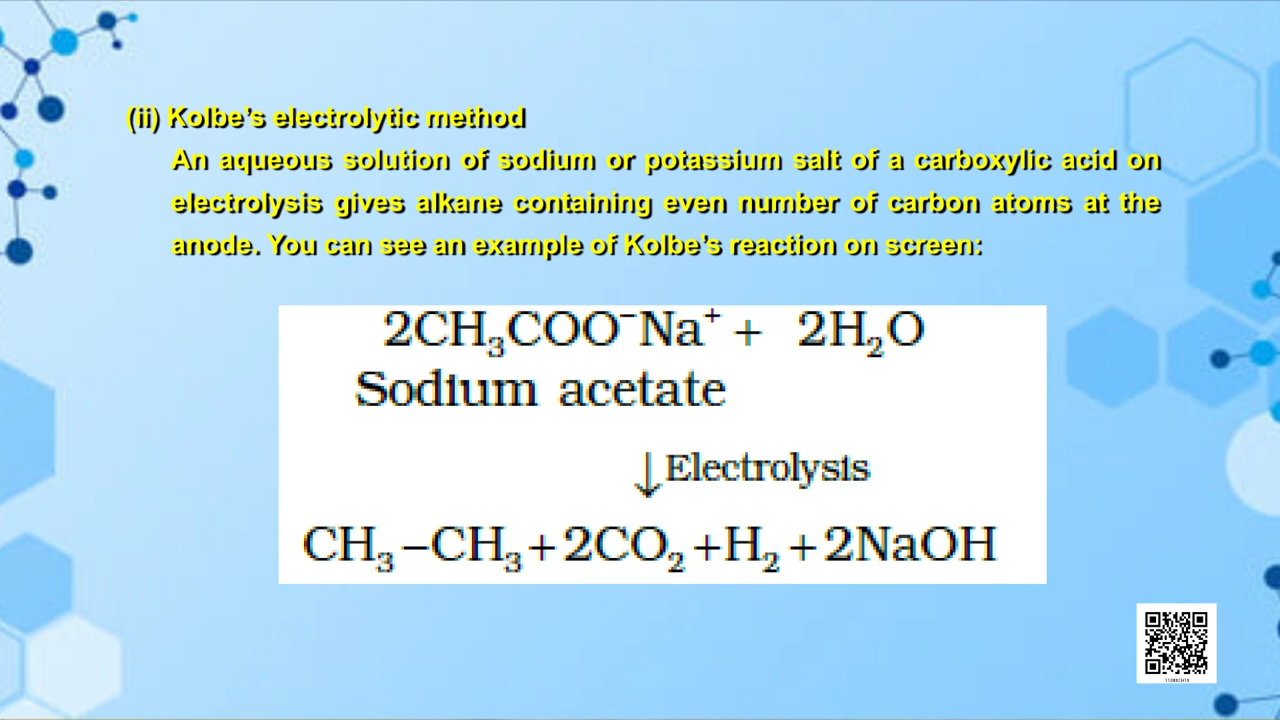 (ii) Kolbe’s electrolytic method
An aqueous solution of sodium or potassium salt of a carboxylic acid on
electrolysis gives alkane containing even number of carbon atoms at the
anode. You can see an example of Kolbe’s reaction on screen:
2CH₃COO⁻Na⁺ + 2H₂O
Sodium acetate
↓Electrolysis
CH₃–CH₃+2CO₂+H₂+2NaOH